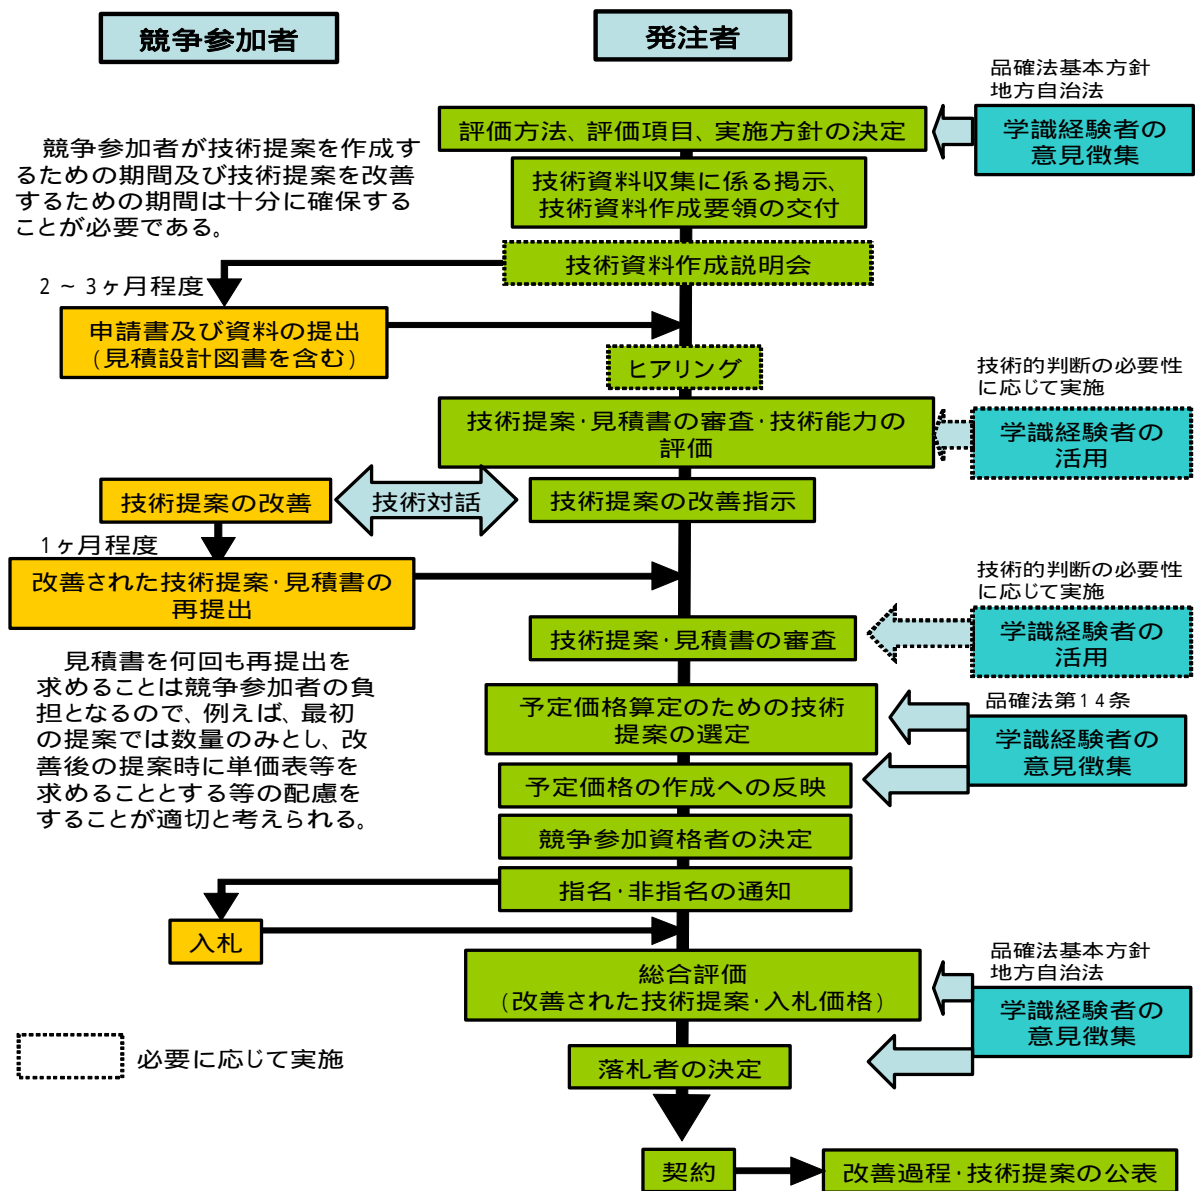 競争参加者
発注者
品確法基本方針
地方自治法
評価方法、評価項目、実施方針の決定
学識経験者の
意見徴集
競争参加者が技術提案を作成す
るための期間及び技術提案を改善
するための期間は十分に確保する
ことが必要である。
技術資料収集に係る掲示、
技術資料作成要領の交付
技術資料作成説明会
2~3ヶ月程度
申請書及び資料の提出
(見積設計図書を含む)
ヒアリング
技術的判断の必要性
に応じて実施
技術提案・見積書の審査・技術能力の
評価
学識経験者の
活用
技術提案の改善
技術対話
技術提案の改善指示
1ヶ月程度
改善された技術提案・見積書の
再提出
技術的判断の必要性
に応じて実施
技術提案・見積書の審査
学識経験者の
活用
見積書を何回も再提出を
求めることは競争参加者の負
担となるので、例えば、最初
の提案では数量のみとし、改
善後の提案時に単価表等を
求めることとする等の配慮を
することが適切と考えられる。
予定価格算定のための技術
提案の選定
品確法第14条
学識経験者の
意見徴集
予定価格の作成への反映
競争参加資格者の決定
指名・非指名の通知
入札
総合評価
(改善された技術提案・入札価格)
品確法基本方針
地方自治法
学識経験者の
意見徴集
必要に応じて実施
落札者の決定
契約
改善過程・技術提案の公表